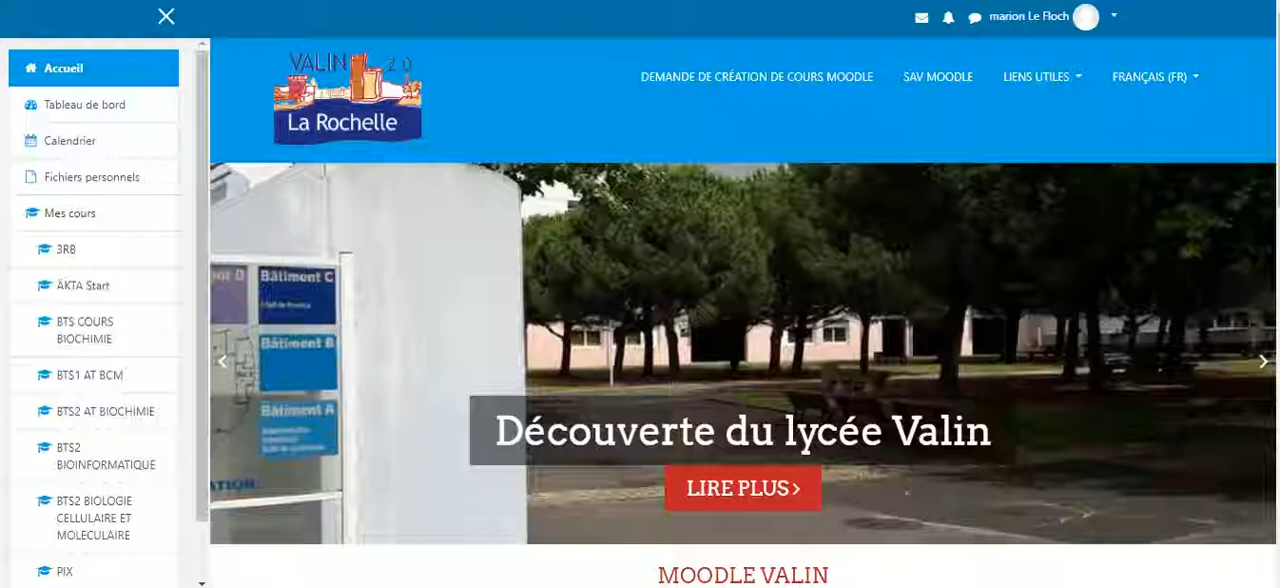 marion Le Floch
Accueil
Tableau de bord
Calendrier
Fichiers personnels
Mes cours
3RB
ÄKTA Start
BTS COURS
BIOCHIMIE
BTS1 AT BCM
BTS2 AT BIOCHIMIE
BTS2
BIOINFORMATIQUE
BTS2 BIOLOGIE
CELLULAIRE ET
MOLECULAIRE
PIX
VALIN 2.0
La Rochelle
DEMANDE DE CRÉATION DE COURS MOODLE
SAV MOODLE
LIENS UTILES
FRANÇAIS (FR)
Bâtiment C
Bâtiment B
Bâtiment A
Découverte du lycée Valin
LIRE PLUS
MOODLE VALIN